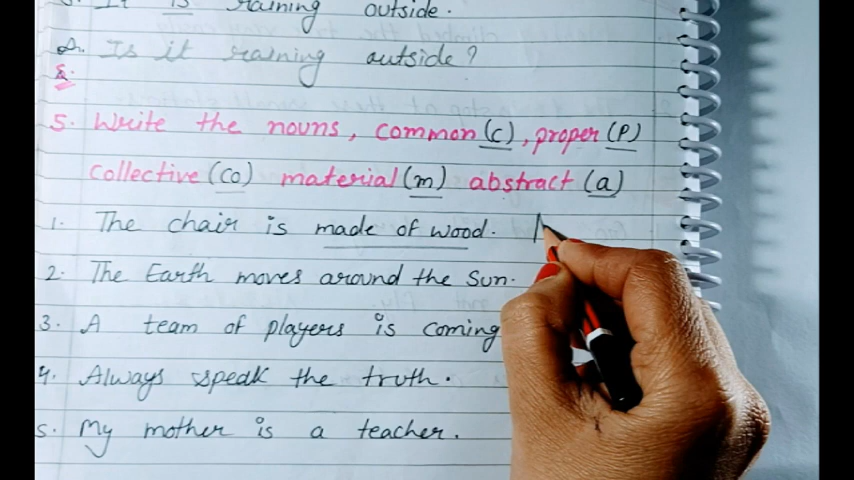 It is raining outside.
A. Is it raining outside?
5. Write the nouns, common (c), proper (P)
collective (co) material (m) abstract (a)
1. The chair is made of wood.
2. The Earth moves around the Sun.
3. A team of players is coming
4. Always speak the truth.
5. My mother is a teacher.